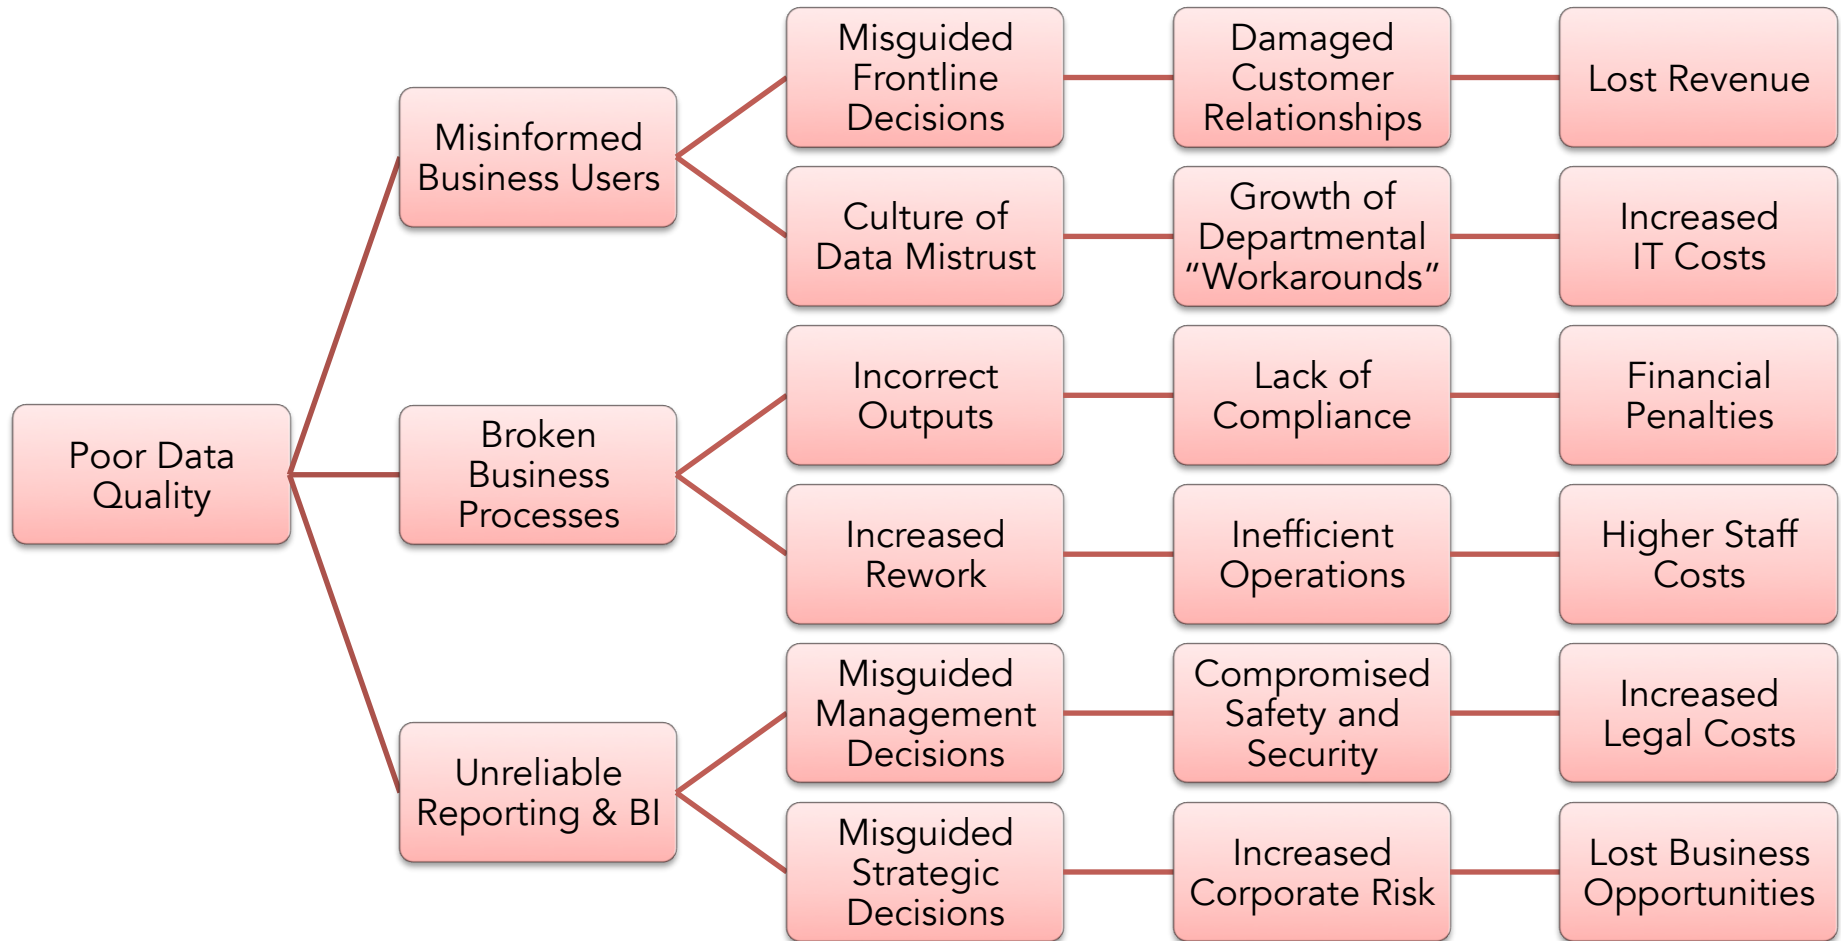 Poor Data
Quality
Misinformed
Business Users
Broken
Business
Processes
Unreliable
Reporting & BI
Misguided
Frontline
Decisions
Damaged
Customer
Relationships
Lost Revenue
Culture of
Data Mistrust
Growth of
Departmental
“Workarounds”
Increased
IT Costs
Incorrect
Outputs
Lack of
Compliance
Financial
Penalties
Increased
Rework
Inefficient
Operations
Higher Staff
Costs
Misguided
Management
Decisions
Compromised
Safety and
Security
Increased
Legal Costs
Misguided
Strategic
Decisions
Increased
Corporate Risk
Lost Business
Opportunities